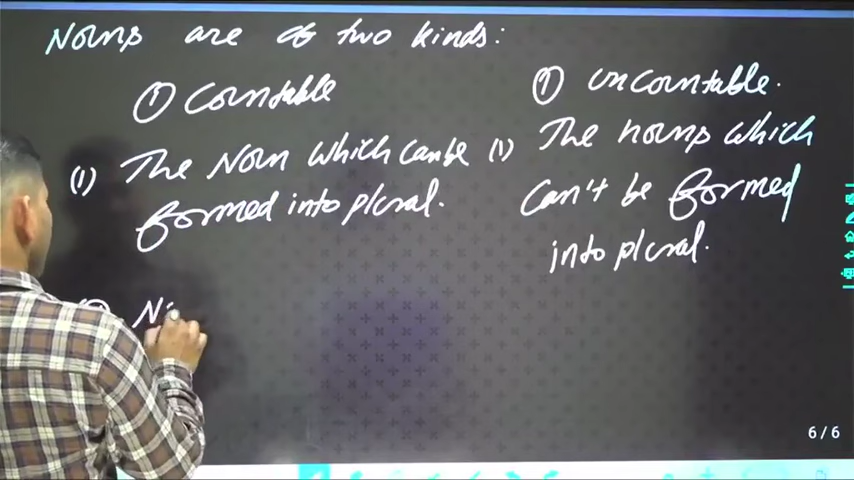 Nouns are of two kinds:
① Countable
① uncountable.
(1) The Noun which can be
formed into plural.
(1) The nouns which
Can't be formed
into plural.
6/6